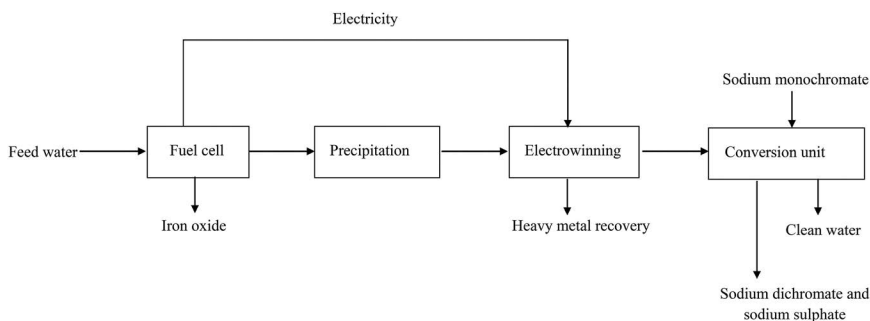 Electricity
Sodium monochromate
Feed water
Fuel cell
Precipitation
Electrowinning
Conversion unit
Iron oxide
Heavy metal recovery
Clean water
Sodium dichromate and
sodium sulphate